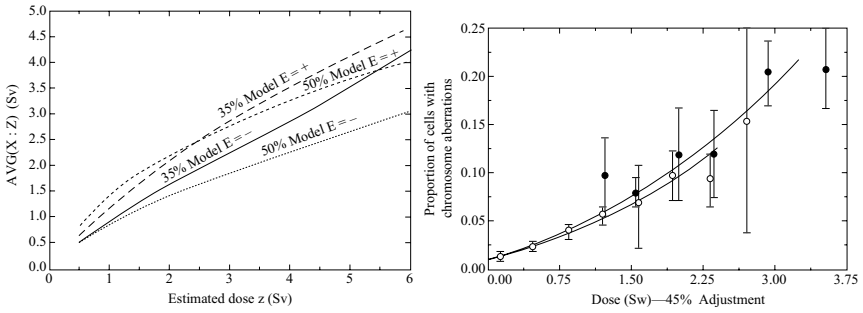 AVG(X : Z) (Sv)
5.0
4.5
4.0
3.5
3.0
2.5
2.0
1.5
1.0
0.5
0.0
35% Model E = +
50% Model E = +
35% Model E = −
50% Model E = −
0 1 2 3 4 5 6
Estimated dose z (Sv)
Proportion of cells with
chromosome aberrations
0.25
0.20
0.15
0.10
0.05
0.00
0.00 0.75 1.50 2.25 3.00 3.75
Dose (Sw)—45% Adjustment